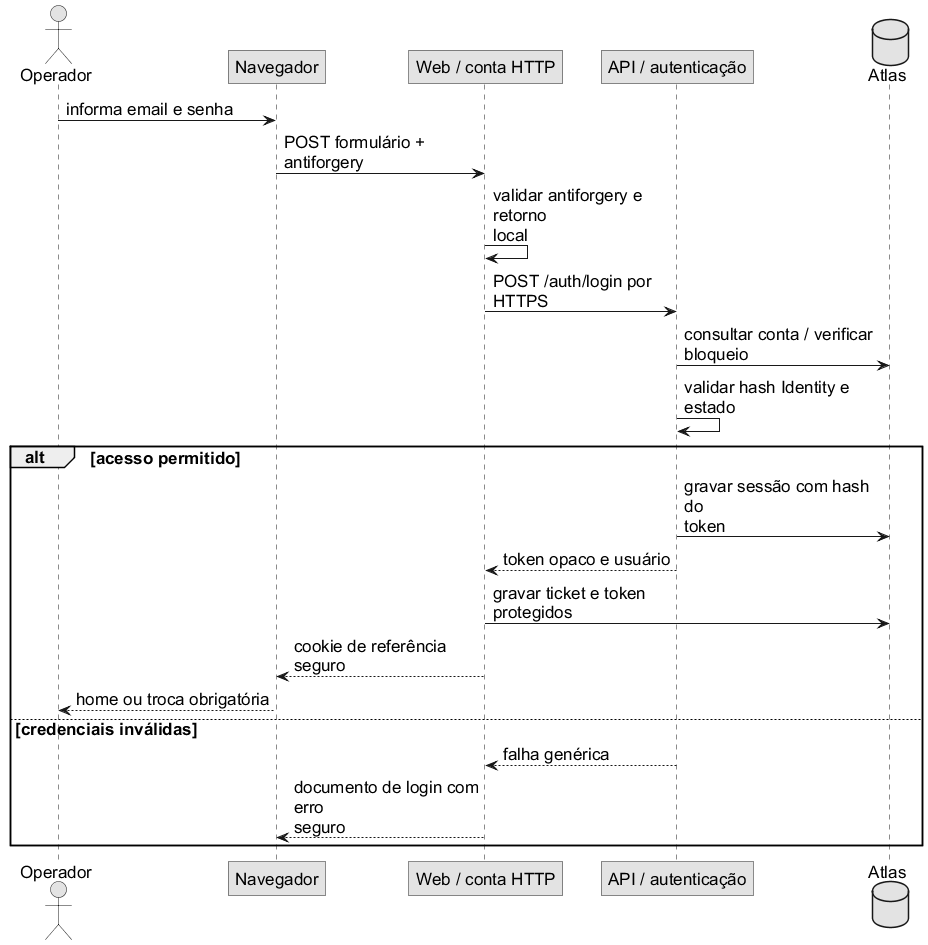 Operador
Navegador
Web / conta HTTP
API / autenticação
Atlas
informa email e senha
POST formulário +
antiforgery
validar antiforgery e
retorno
local
POST /auth/login por
HTTPS
consultar conta / verificar
bloqueio
validar hash Identity e
estado
alt
[acesso permitido]
gravar sessão com hash
do
token
token opaco e usuário
gravar ticket e token
protegidos
cookie de referência
seguro
home ou troca obrigatória
[credenciais inválidas]
falha genérica
documento de login com
erro
seguro
Operador
Navegador
Web / conta HTTP
API / autenticação
Atlas